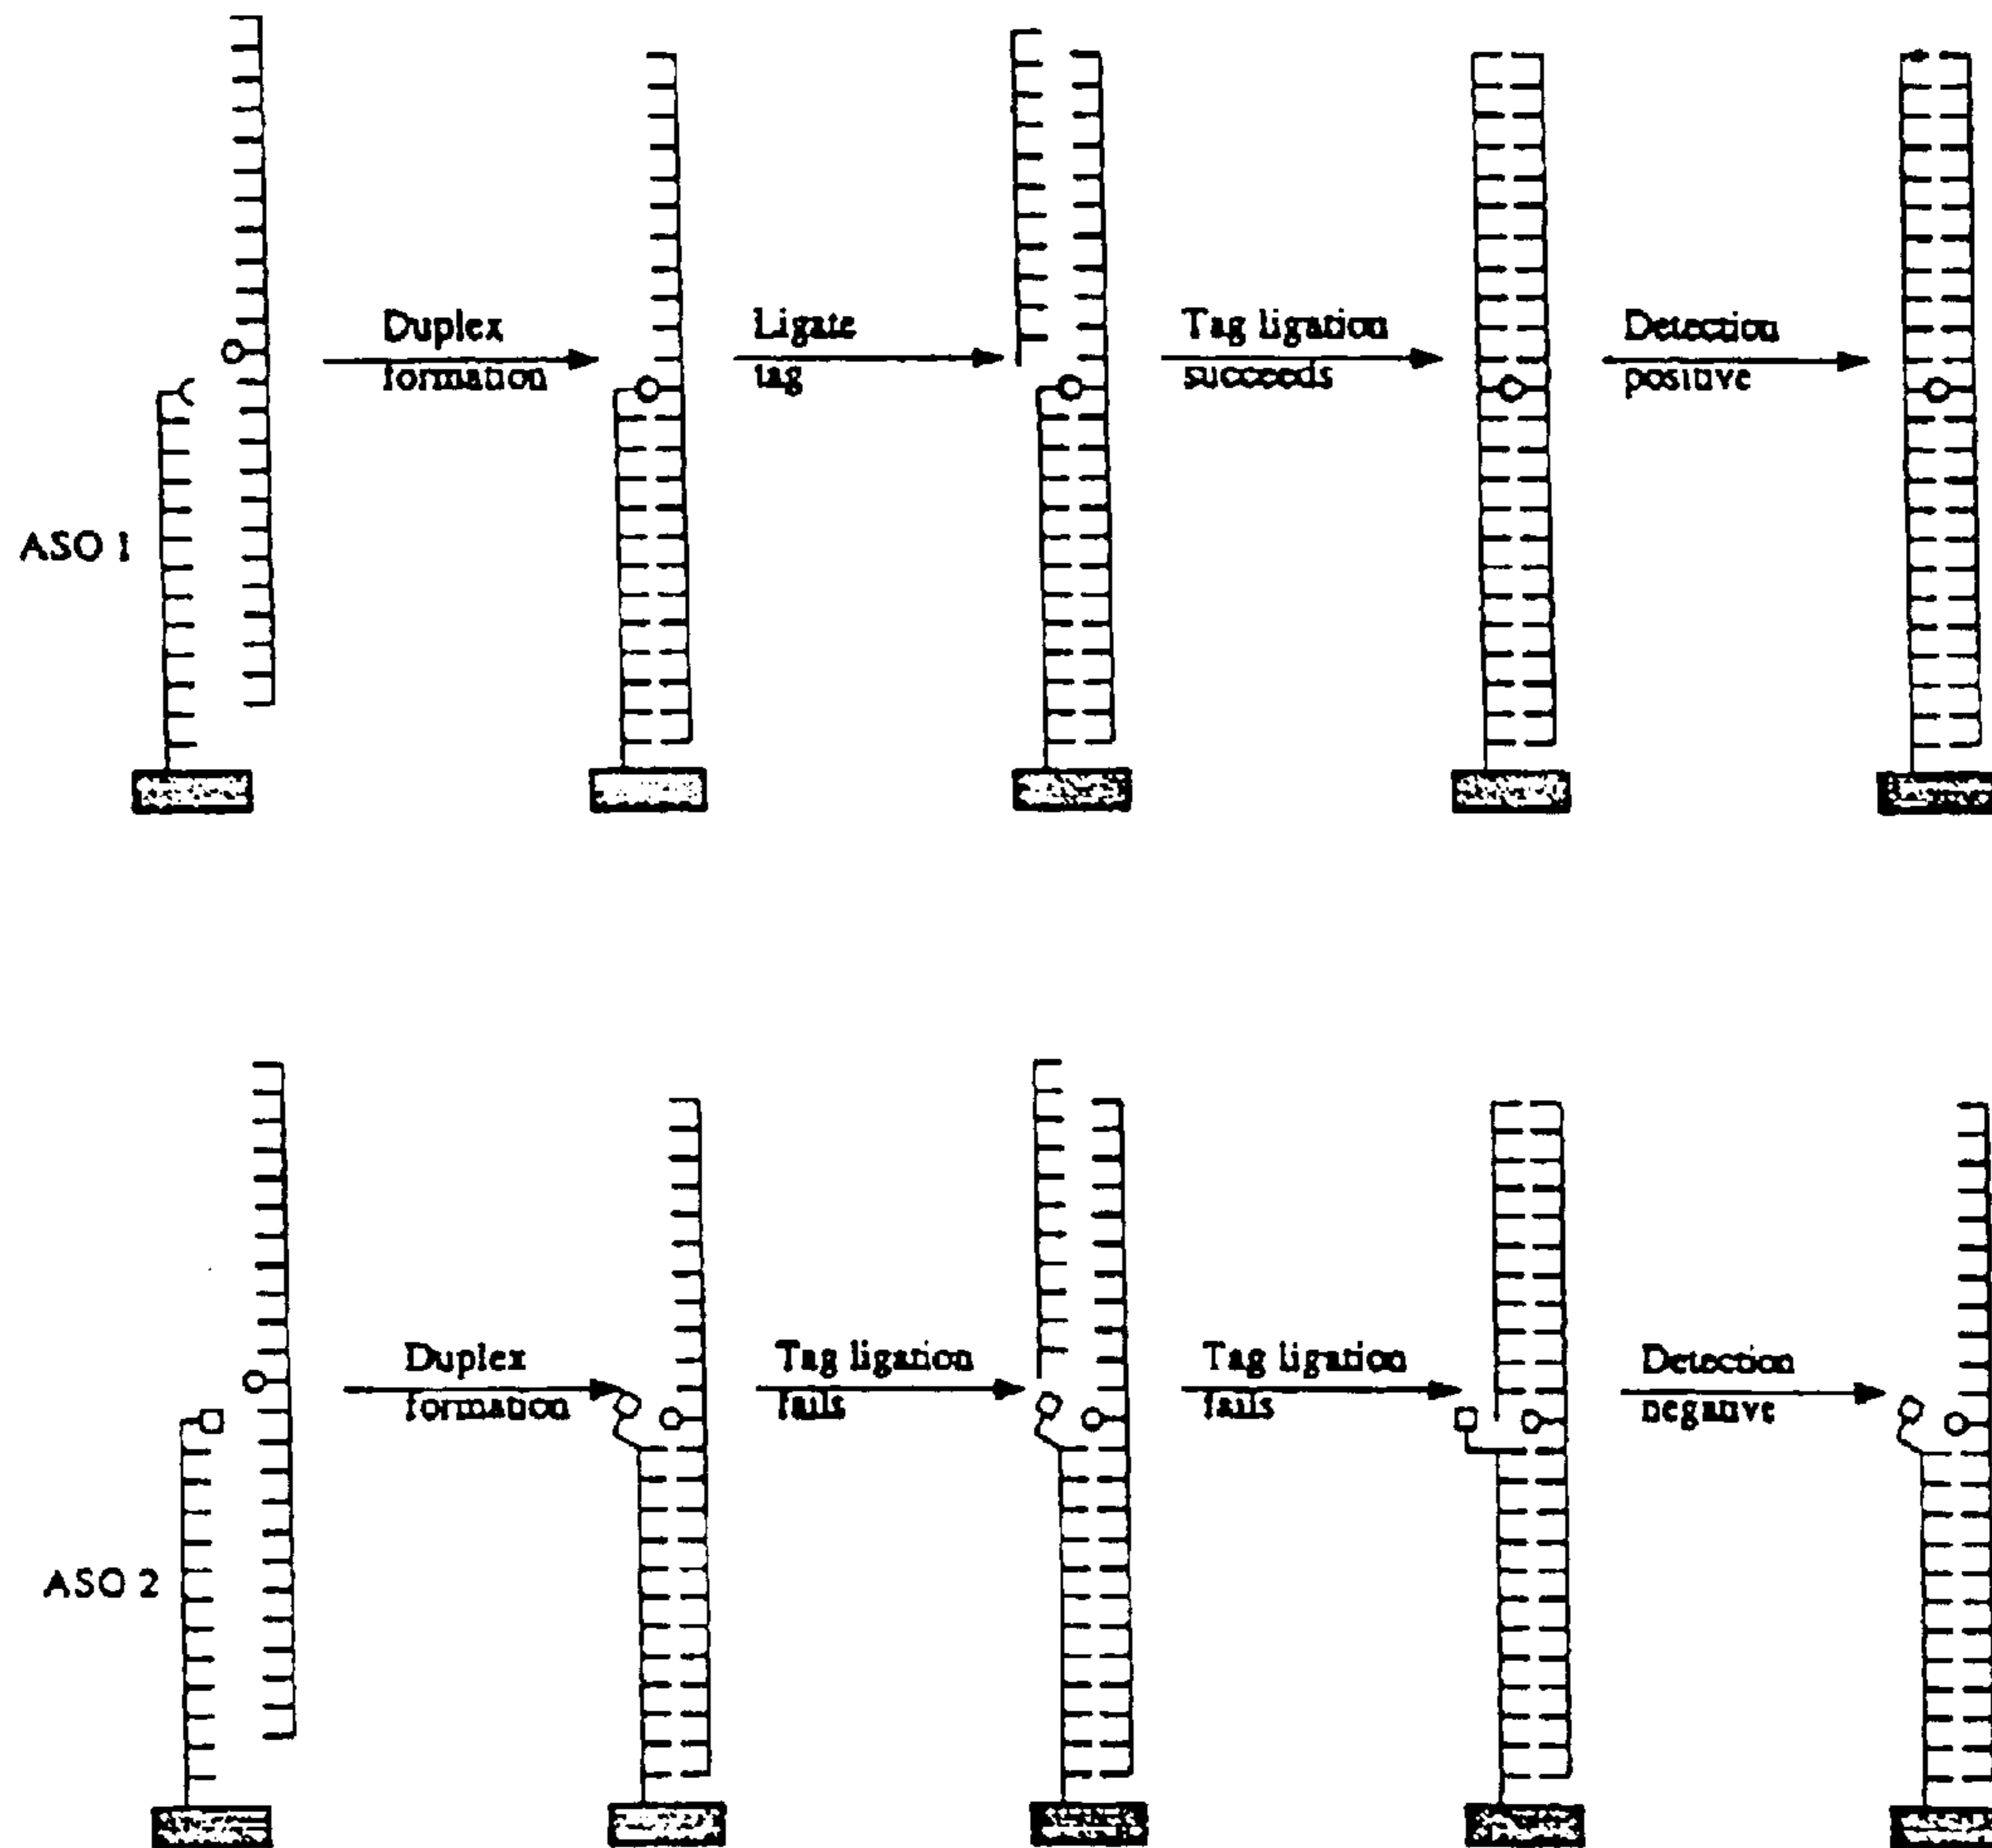 Duplex
formation
Ligate
tag
Tag ligation
succeeds
Detection
positive
ASO 1
Duplex
formation
Tag ligation
fails
Tag ligation
fails
Detection
negative
ASO 2